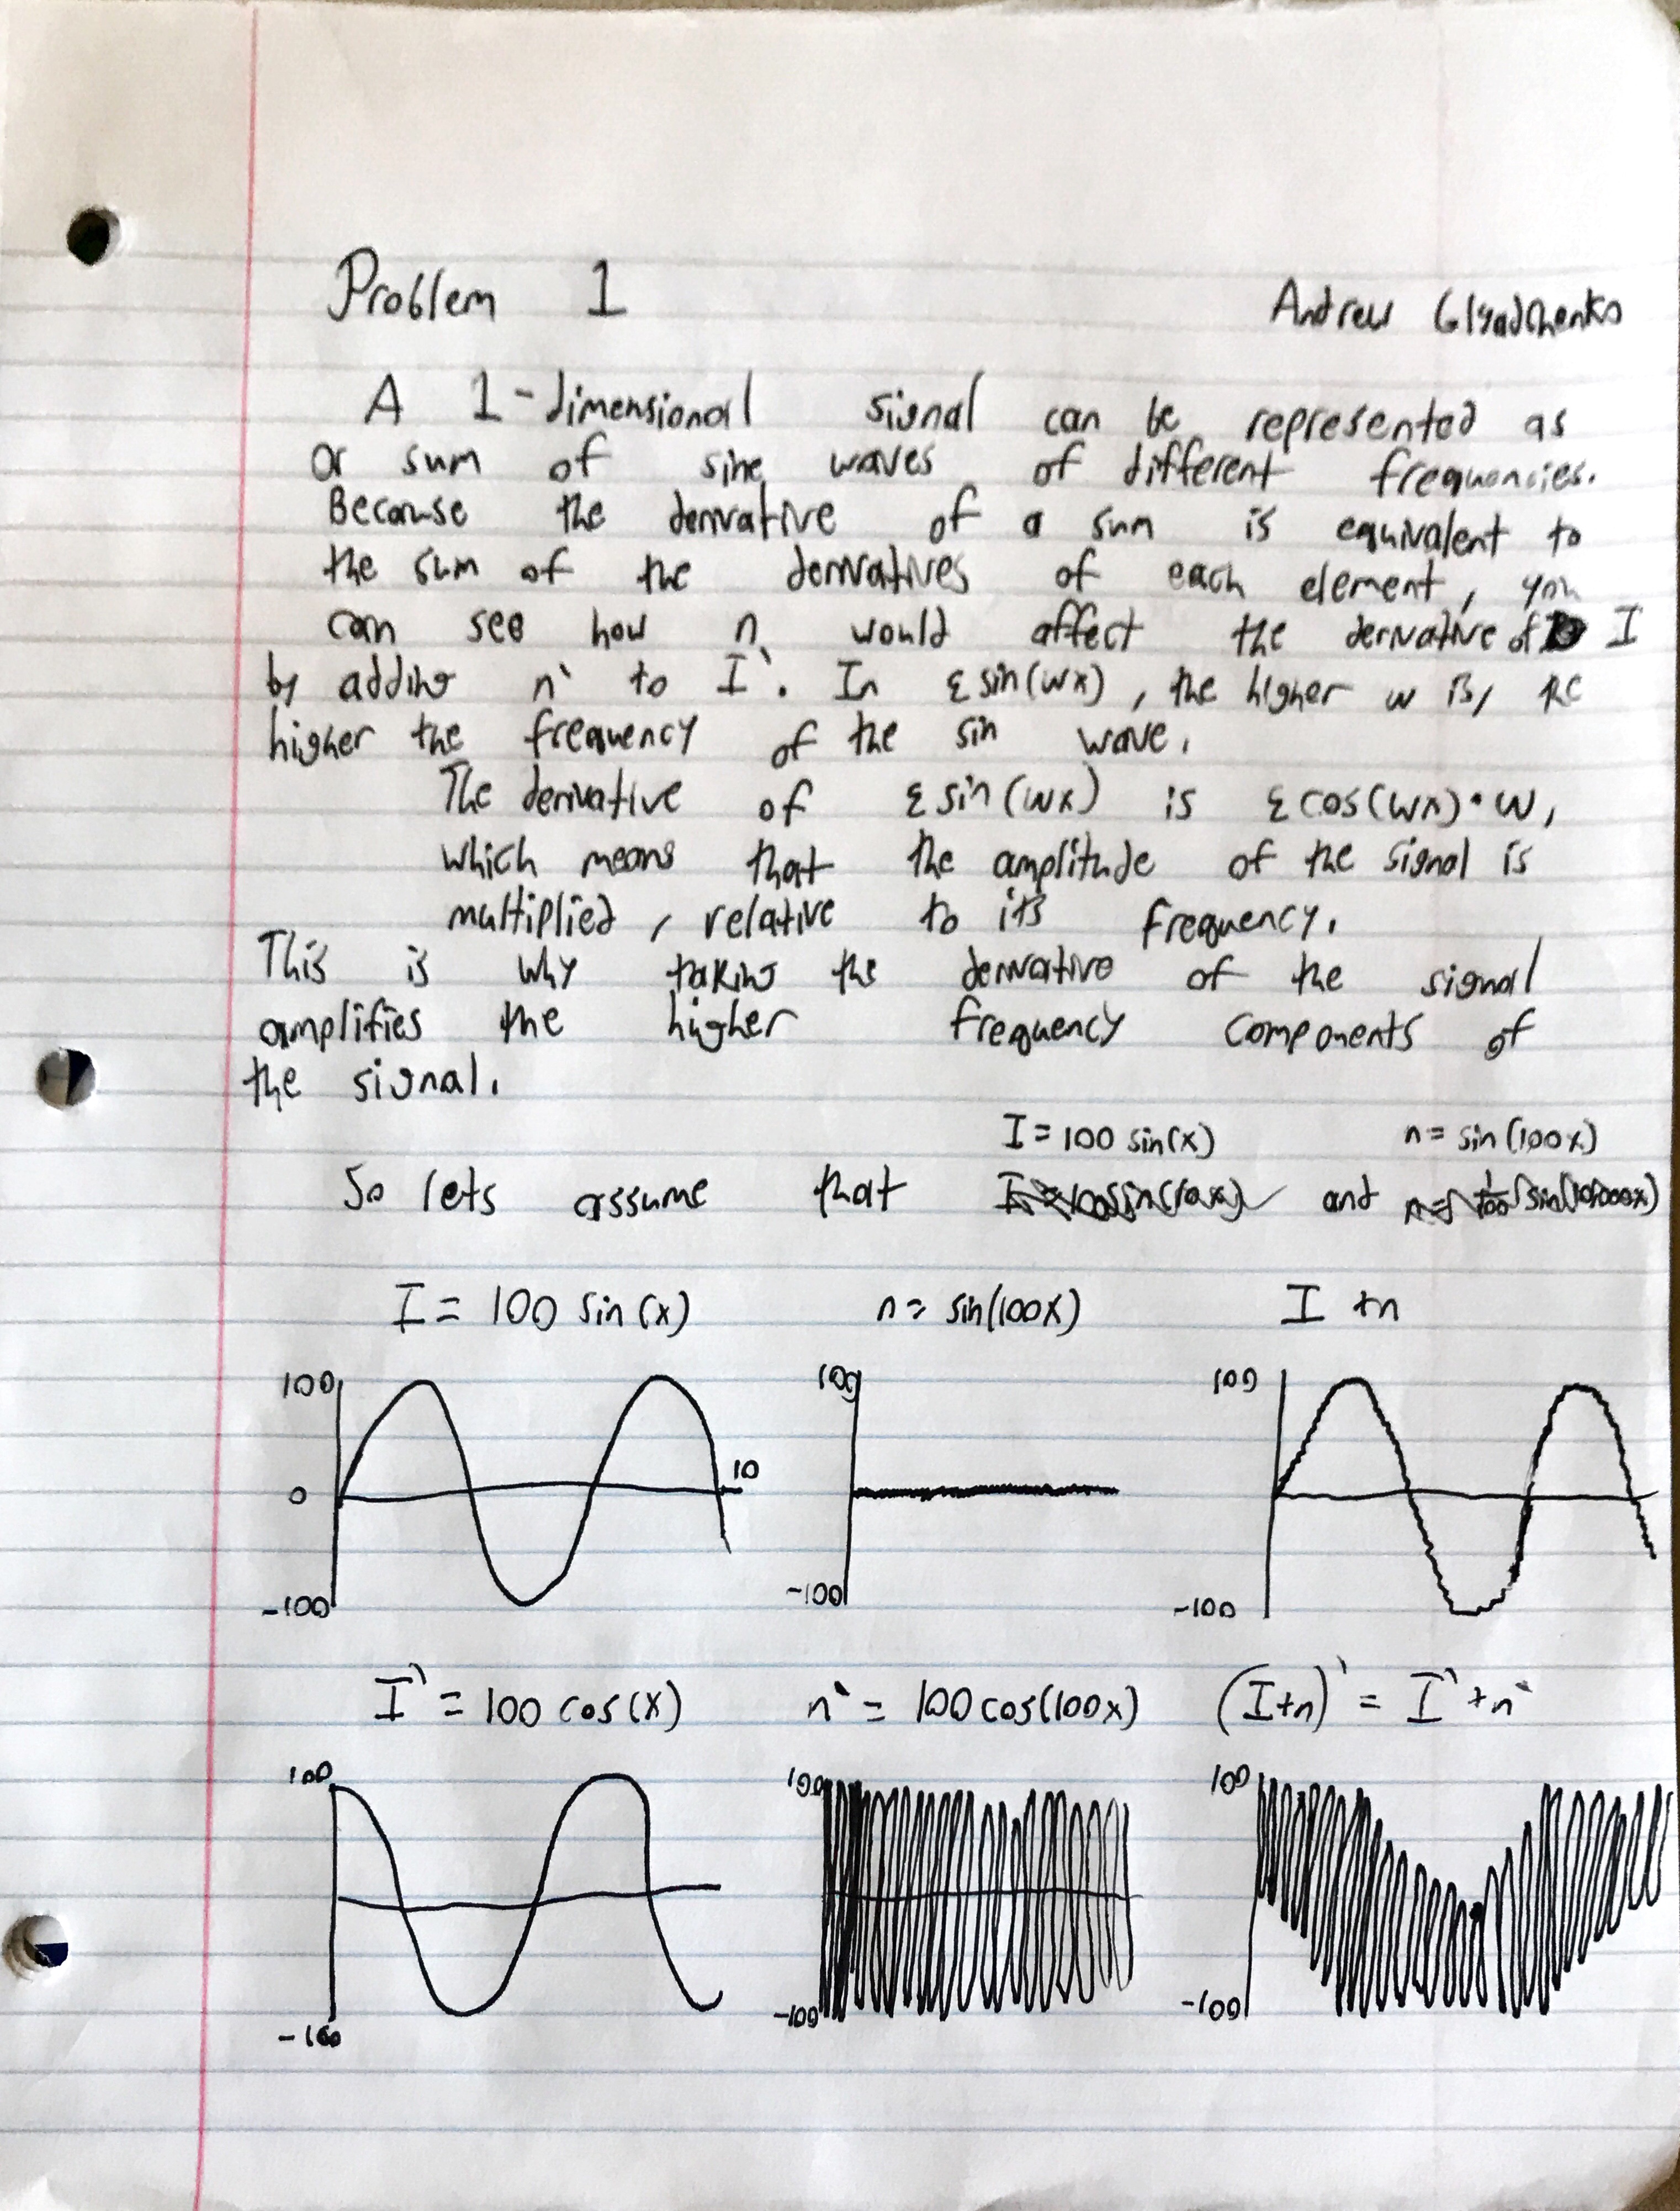 Problem 1
Andrew Glyadchenko
A 1-dimensional signal can be represented as
a sum of sine waves of different frequencies.
Because the derivative of a sum is equivalent to
the sum of the derivatives of each element, you
can see how n would affect the derivative of I
by adding n` to I`. In ε sin(wx), the higher w is, the
higher the frequency of the sin wave.
The derivative of ε sin(wx) is ε cos(wx)·w,
which means that the amplitude of the signal is
multiplied, relative to its frequency.
This is why taking the derivative of the signal
amplifies the higher frequency components of
the signal.
I = 100 sin(x) n = sin(100x)
So lets assume that and
I = 100 sin(x) n = sin(100x) I + n
100 100 100
0 10
-100 -100 -100
I` = 100 cos(x) n` = 100 cos(100x) (I+n)` = I` + n`
100 100 100
-100 -100 -100